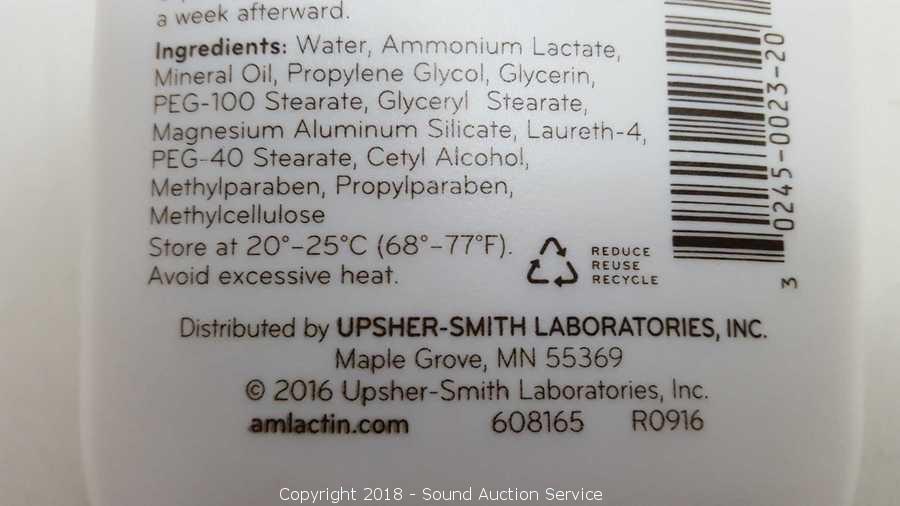 a week afterward.
Ingredients: Water, Ammonium Lactate,
Mineral Oil, Propylene Glycol, Glycerin,
PEG-100 Stearate, Glyceryl Stearate,
Magnesium Aluminum Silicate, Laureth-4,
PEG-40 Stearate, Cetyl Alcohol,
Methylparaben, Propylparaben,
Methylcellulose
Store at 20°–25°C (68°–77°F).
Avoid excessive heat.
REDUCE
REUSE
RECYCLE
3 0245-0023-20
Distributed by UPSHER-SMITH LABORATORIES, INC.
Maple Grove, MN 55369
© 2016 Upsher-Smith Laboratories, Inc.
amlactin.com 608165 R0916
Copyright 2018 - Sound Auction Service